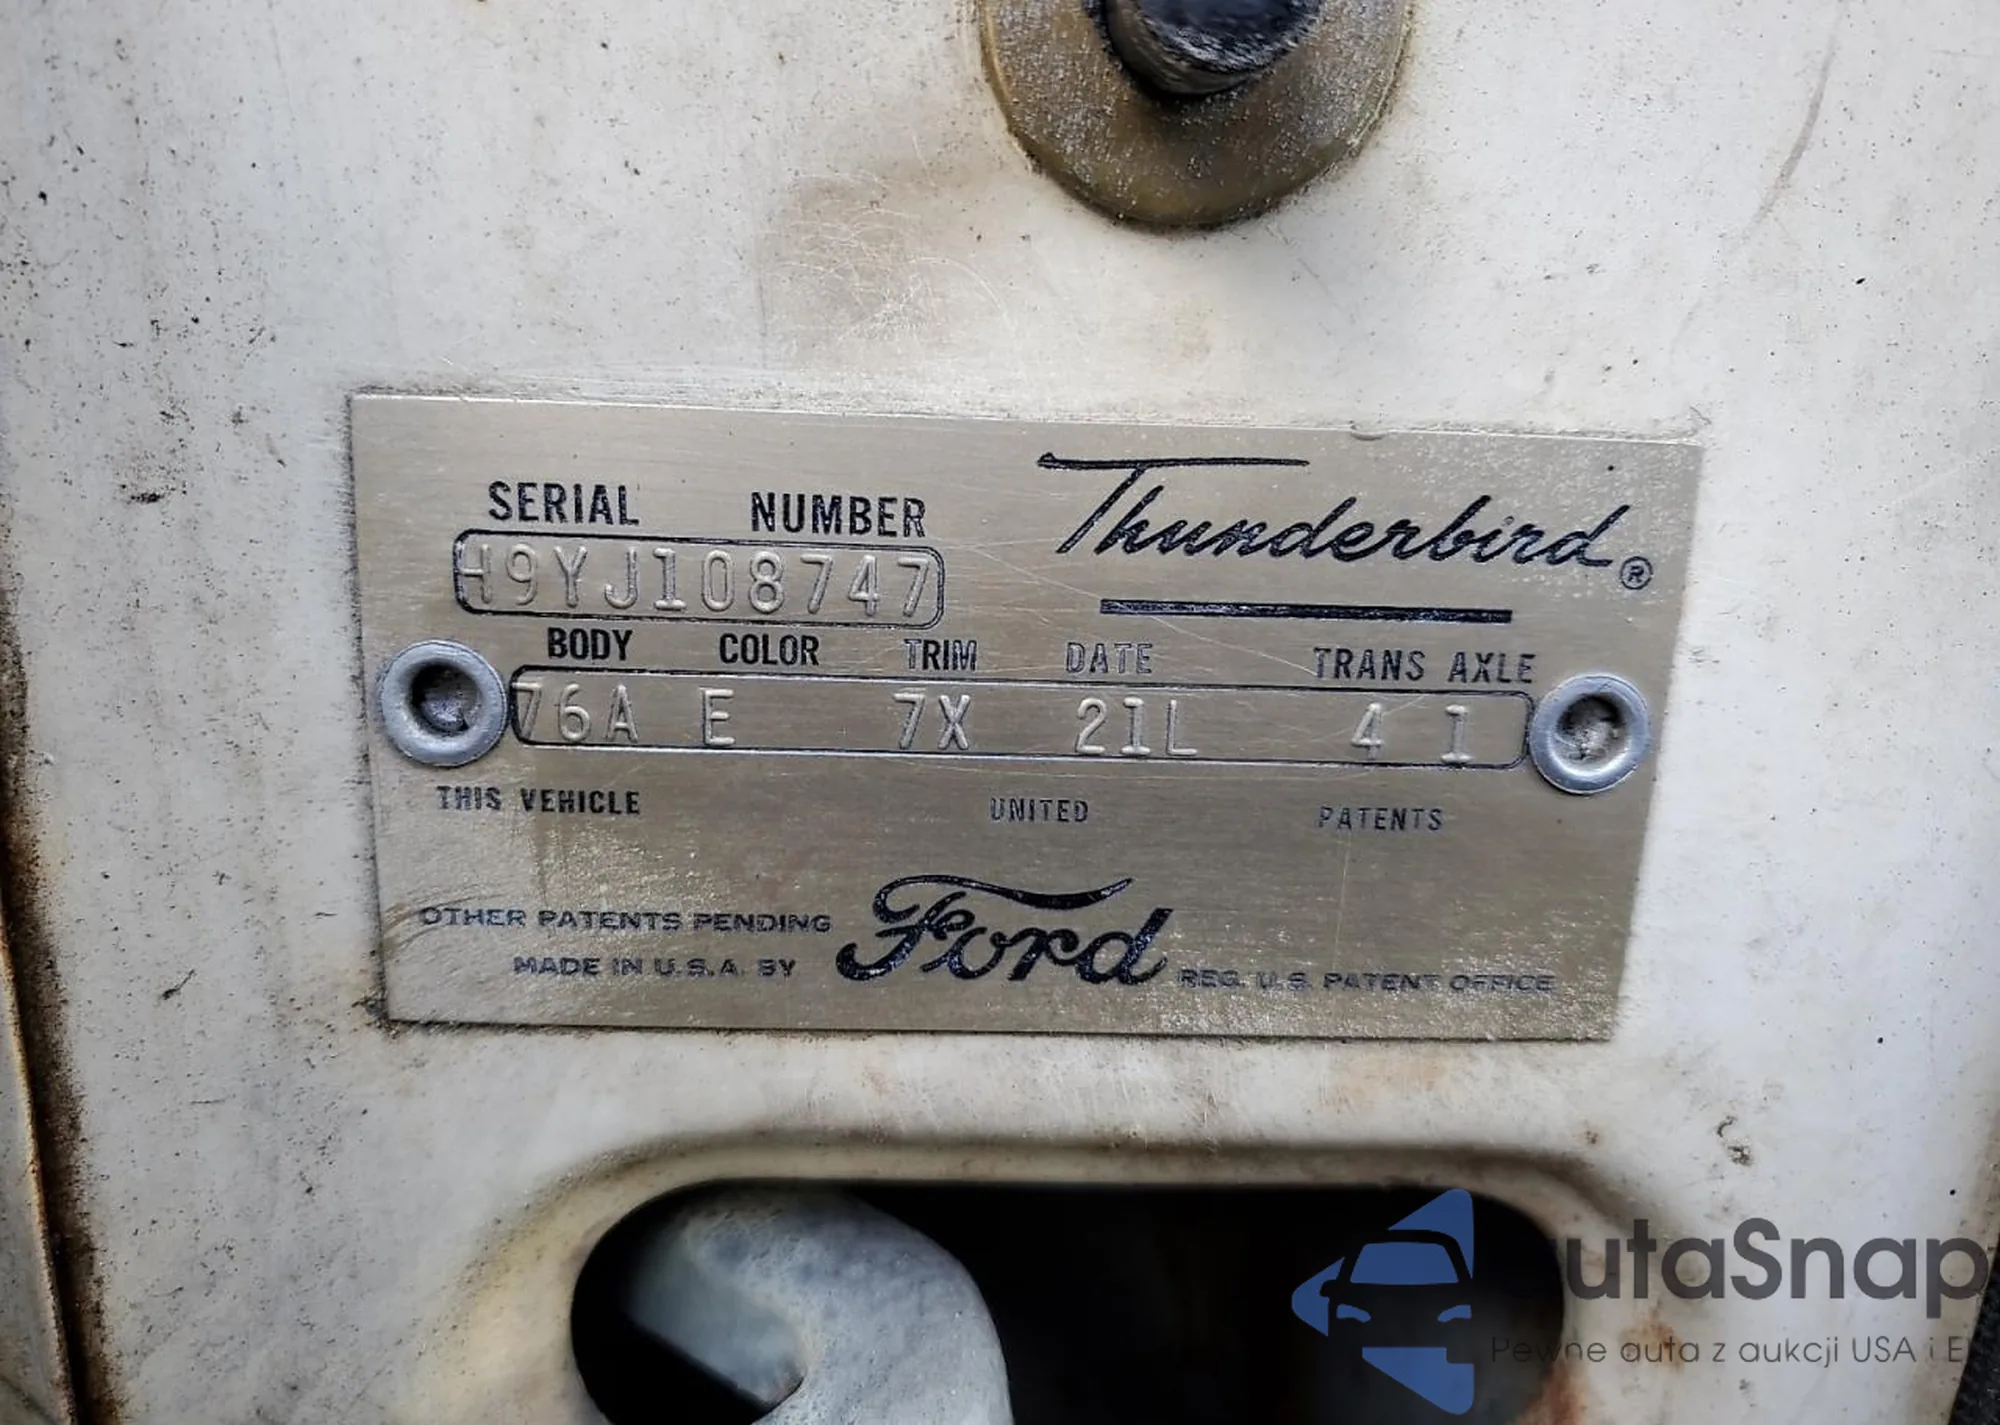 SERIAL NUMBER
Thunderbird®
H9YJ108747
BODY COLOR TRIM DATE TRANS AXLE
76A E 7X 21L 4 1
THIS VEHICLE UNITED PATENTS
OTHER PATENTS PENDING
MADE IN U.S.A. BY Ford REG. U.S. PATENT OFFICE
utaSnap
Pewne auta z aukcji USA i E